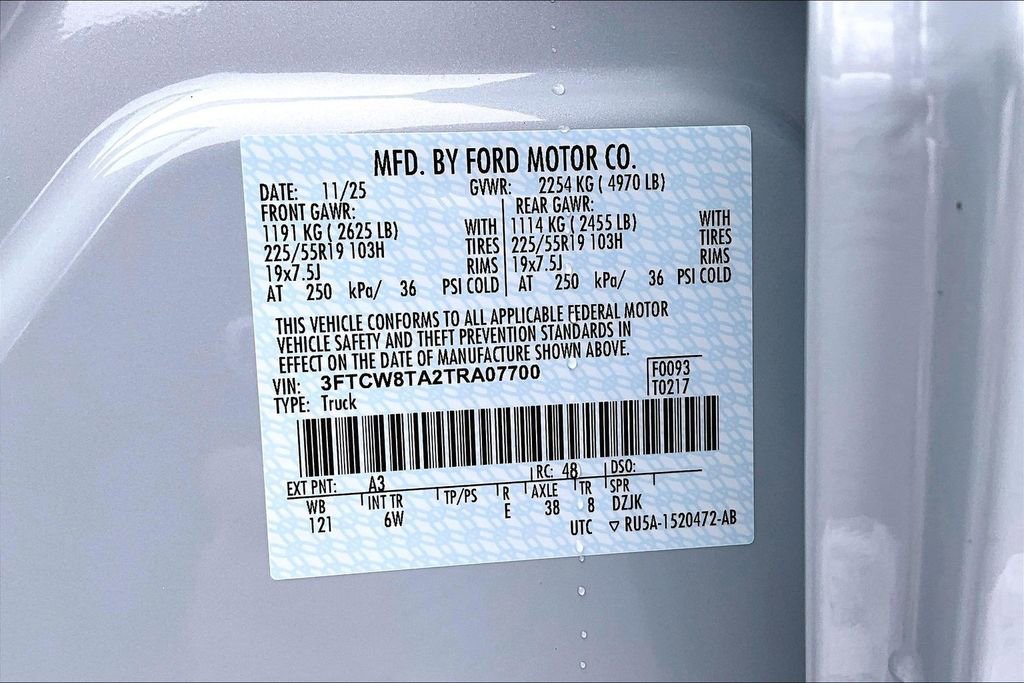 MFD. BY FORD MOTOR CO.
DATE: 11/25 GVWR: 2254 KG ( 4970 LB)
FRONT GAWR: REAR GAWR:
1191 KG ( 2625 LB) WITH 1114 KG ( 2455 LB) WITH
225/55R19 103H TIRES 225/55R19 103H TIRES
19x7.5J RIMS 19x7.5J RIMS
AT 250 kPa/ 36 PSI COLD AT 250 kPa/ 36 PSI COLD
THIS VEHICLE CONFORMS TO ALL APPLICABLE FEDERAL MOTOR
VEHICLE SAFETY AND THEFT PREVENTION STANDARDS IN
EFFECT ON THE DATE OF MANUFACTURE SHOWN ABOVE.
VIN: 3FTCW8TA2TRA07700 F0093
TYPE: Truck T0217
EXT PNT: A3 RC: 48 DSO:
WB INT TR TP/PS R AXLE TR SPR
121 6W E 38 8 DZJK
UTC ▽ RU5A-1520472-AB